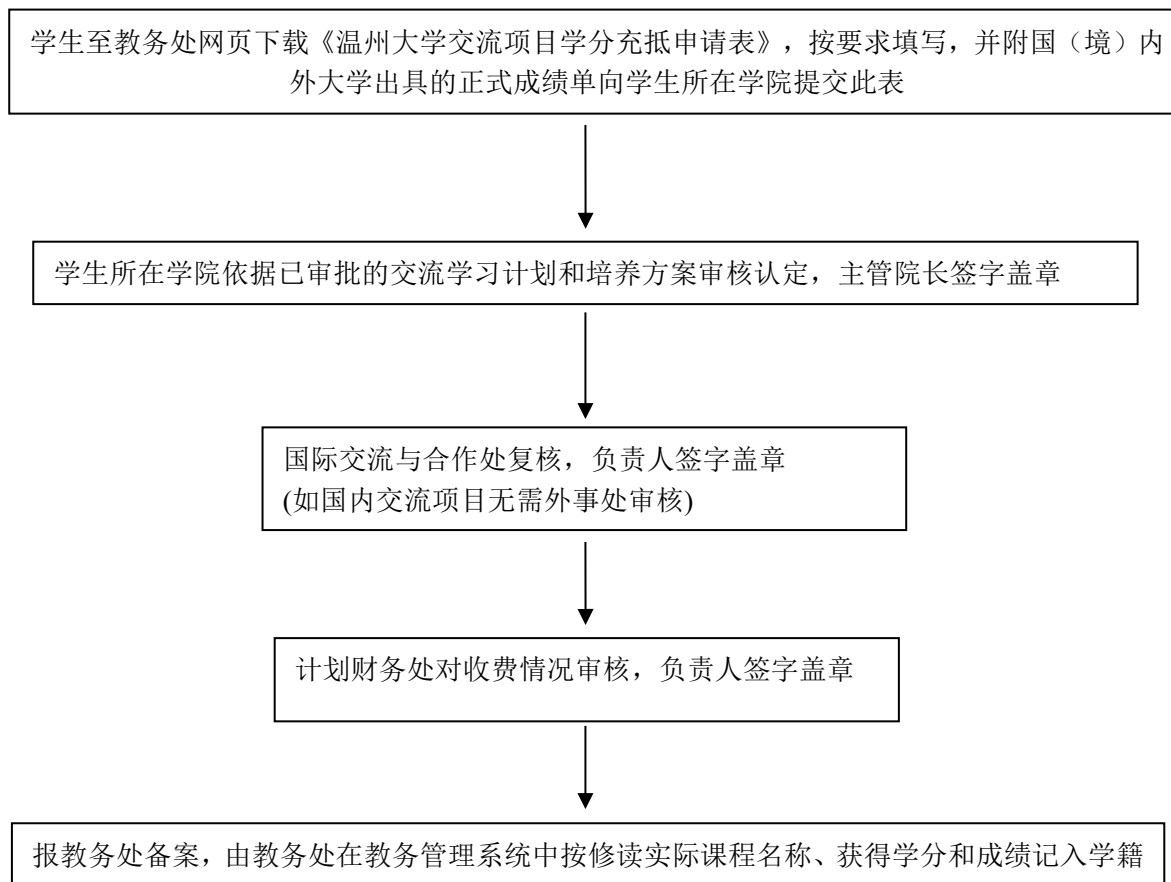 学生至教务处网页下载《温州大学交流项目学分充抵申请表》，按要求填写，并附国（境）内
外大学出具的正式成绩单向学生所在学院提交此表
学生所在学院依据已审批的交流学习计划和培养方案审核认定，主管院长签字盖章
国际交流与合作处复核，负责人签字盖章
(如国内交流项目无需外事处审核)
计划财务处对收费情况审核，负责人签字盖章
报教务处备案，由教务处在教务管理系统中按修读实际课程名称、获得学分和成绩记入学籍